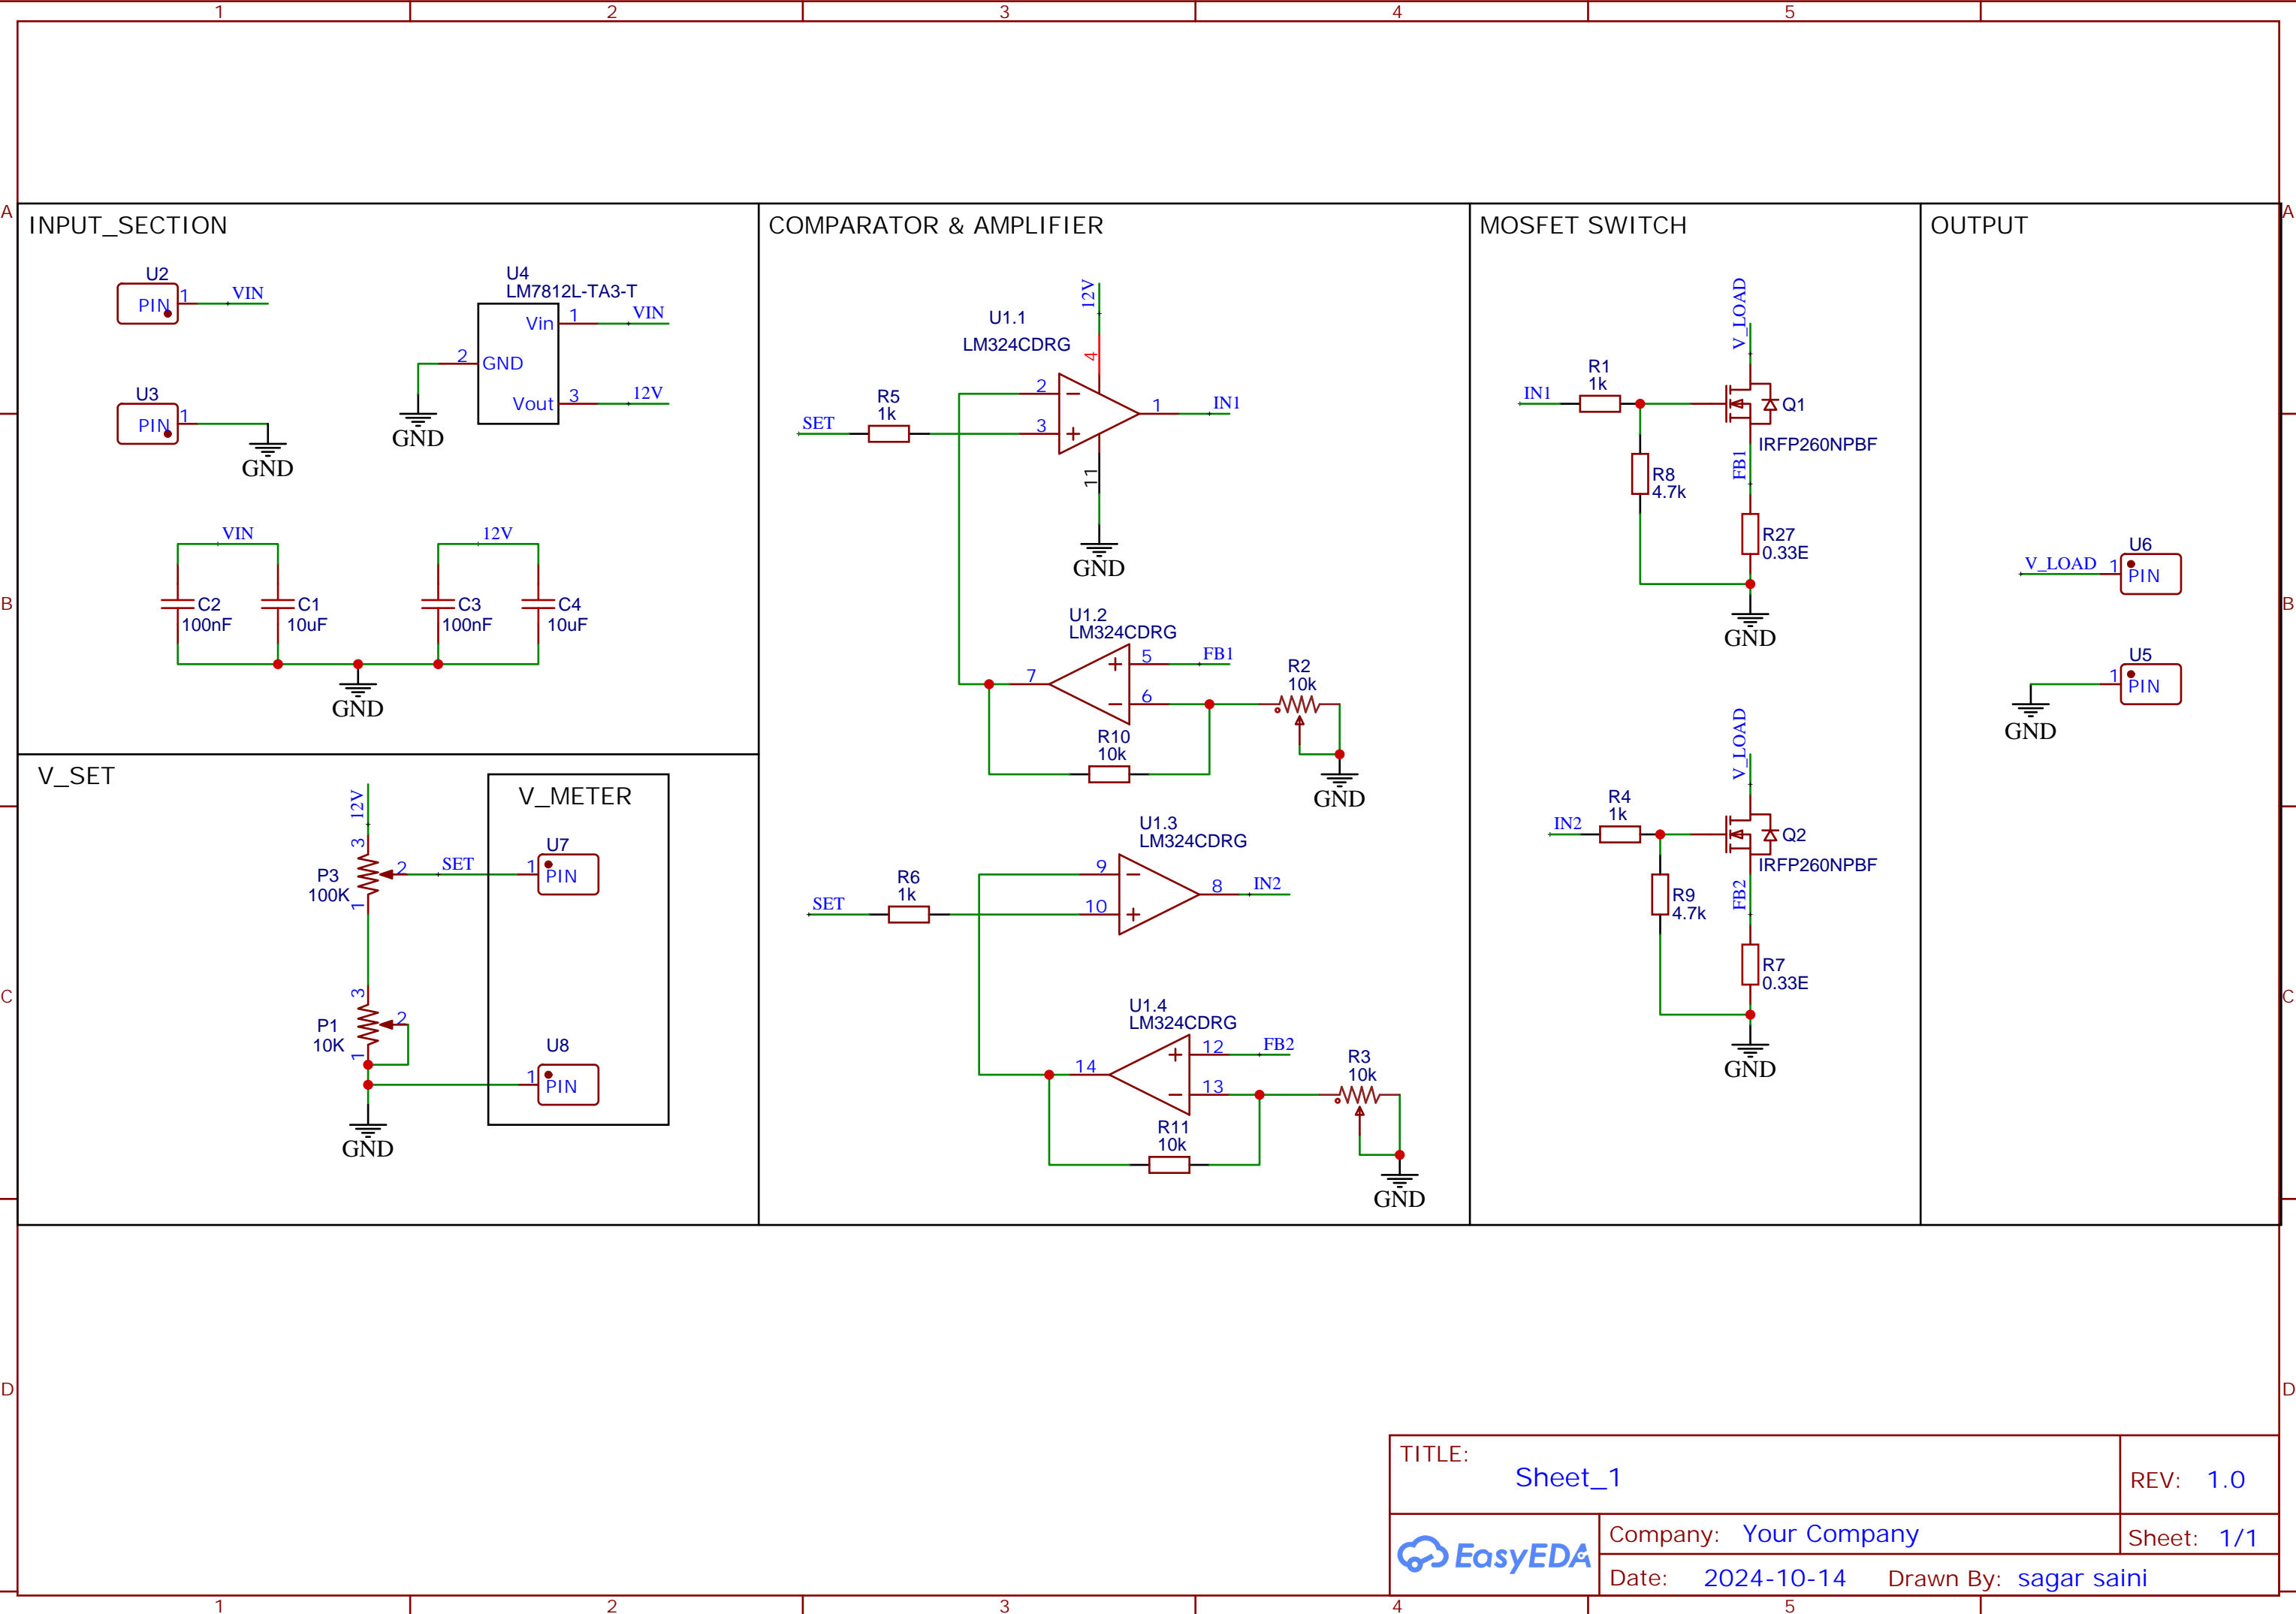 1 2 3 4 5
A A
INPUT_SECTION
U2
PIN
1
VIN
U3
PIN
1
GND
U4
LM7812L-TA3-T
Vin
1
VIN
2
GND
Vout
3
12V
GND
VIN
C2
100nF
C1
10uF
12V
C3
100nF
C4
10uF
GND
V_SET
12V
3
P3
100K
2
SET
1
3
P1
10K
2
1
GND
V_METER
U7
1
PIN
U8
1
PIN
COMPARATOR & AMPLIFIER
12V
U1.1
LM324CDRG
4
R5
1k
SET
2
3
1
IN1
11
GND
U1.2
LM324CDRG
7
5
FB1
6
R2
10k
R10
10k
GND
U1.3
LM324CDRG
R6
1k
SET
9
10
8
IN2
U1.4
LM324CDRG
14
12
FB2
13
R3
10k
R11
10k
GND
MOSFET SWITCH
V_LOAD
R1
1k
IN1
Q1
IRFP260NPBF
R8
4.7k
FB1
R27
0.33E
GND
V_LOAD
R4
1k
IN2
Q2
IRFP260NPBF
R9
4.7k
FB2
R7
0.33E
GND
OUTPUT
U6
V_LOAD
1
PIN
U5
1
PIN
GND
B B
C C
D D
TITLE:
Sheet_1
REV: 1.0
EasyEDA
Company: Your Company
Sheet: 1/1
Date: 2024-10-14 Drawn By: sagar saini
1 2 3 4 5